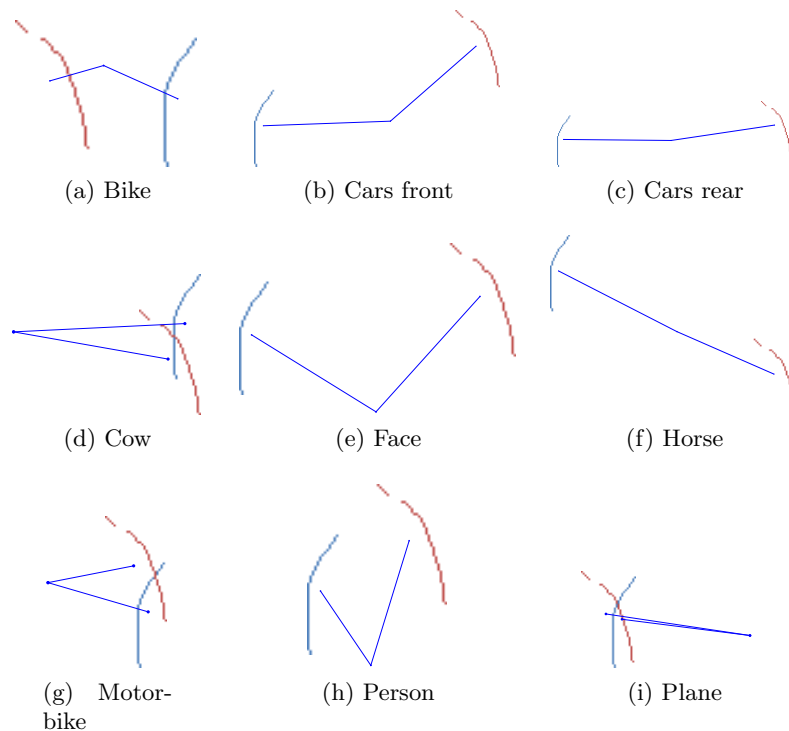 (a) Bike
(b) Cars front
(c) Cars rear
(d) Cow
(e) Face
(f) Horse
(g) Motor-
bike
(h) Person
(i) Plane